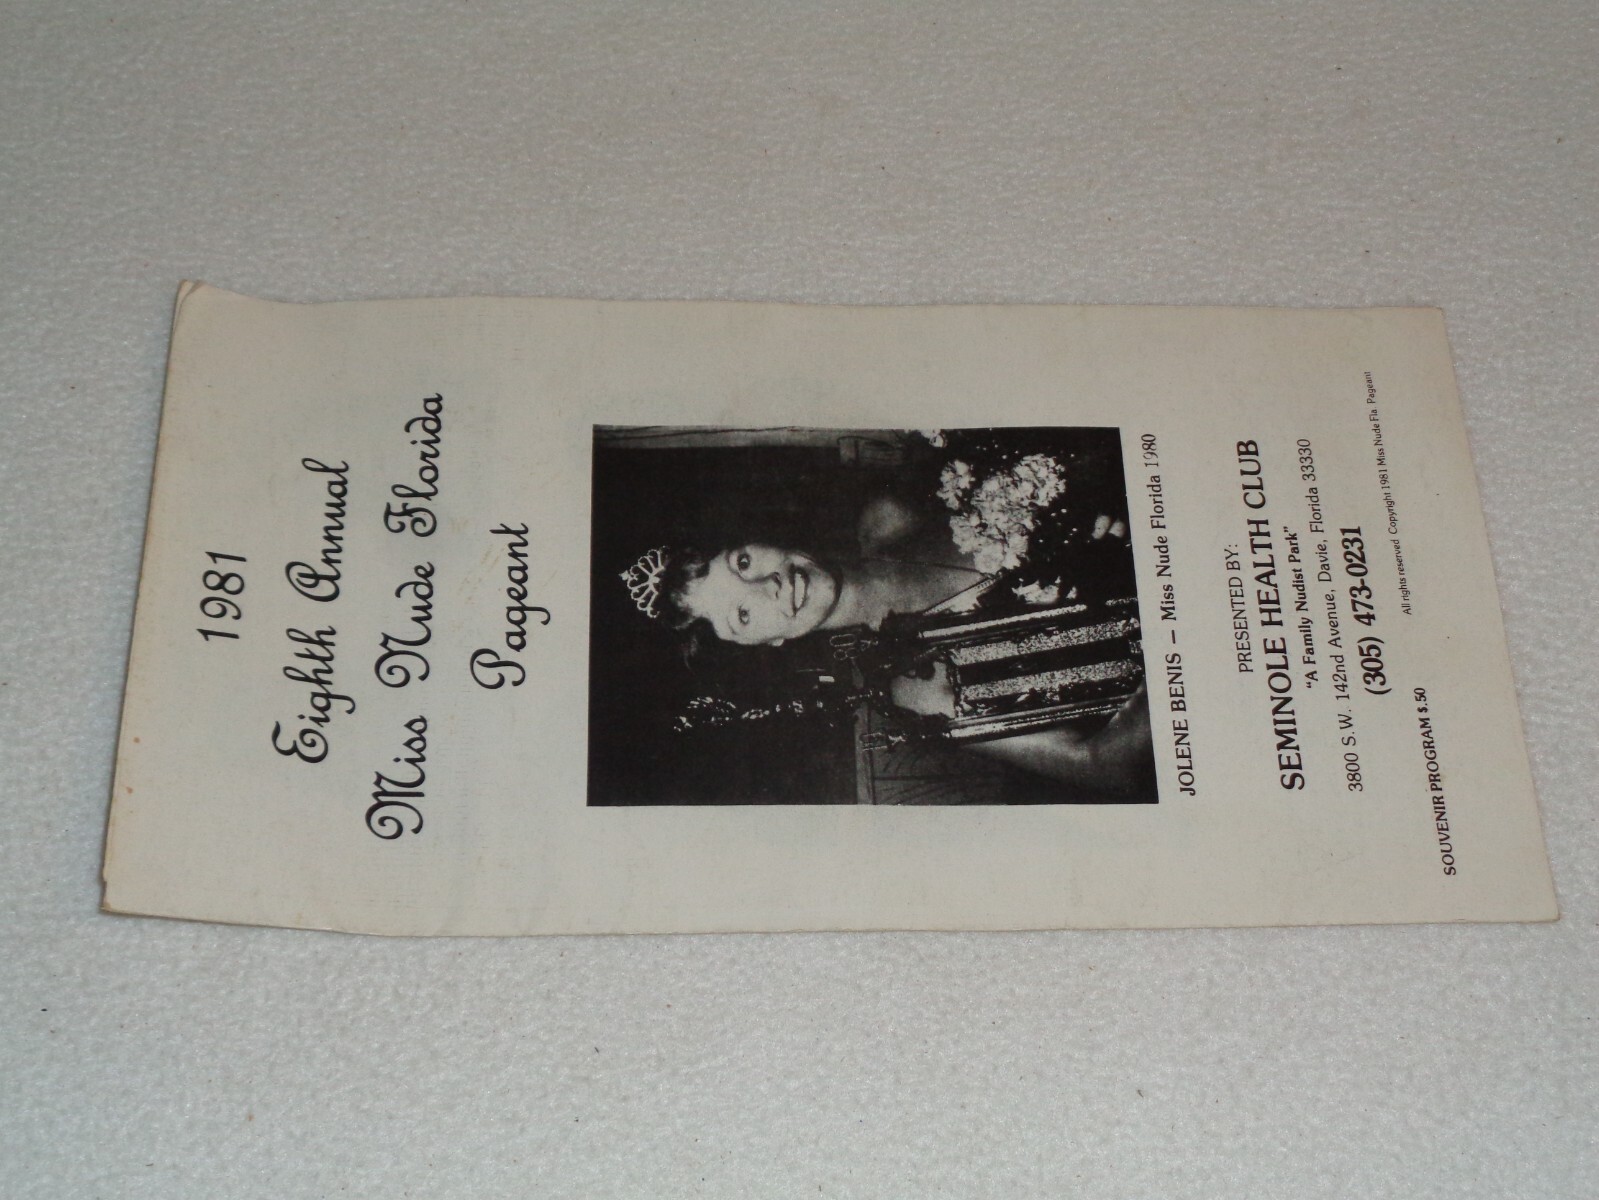 1981
Eighth Annual
Miss Nude Florida
Pageant
JOLENE BENIS — Miss Nude Florida 1980
PRESENTED BY:
SEMINOLE HEALTH CLUB
"A Family Nudist Park"
3800 S.W. 142nd Avenue, Davie, Florida 33330
(305) 473-0231
All rights reserved Copyright 1981 Miss Nude Fla. Pageant
SOUVENIR PROGRAM $.50